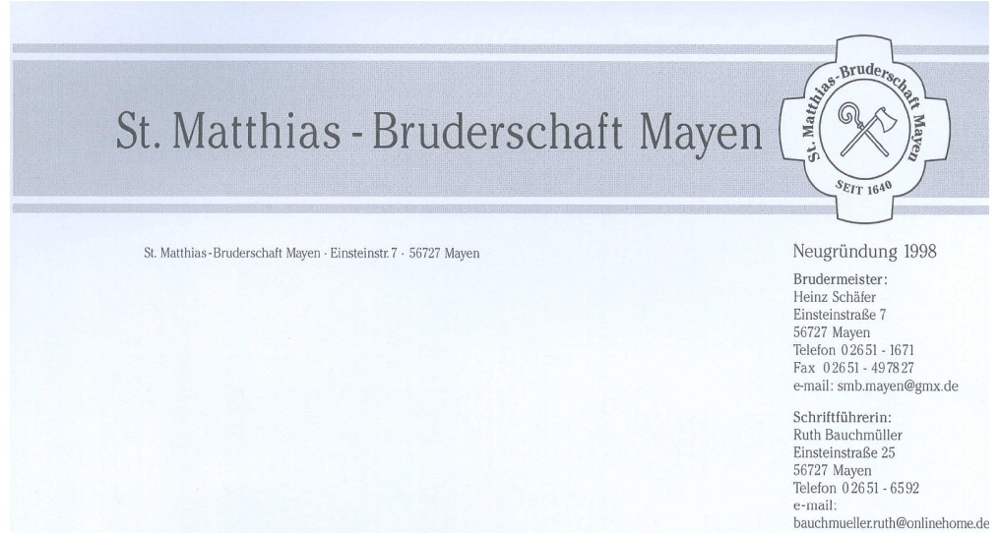 St. Matthias - Bruderschaft Mayen
St. Matthias-Bruderschaft Mayen
SEIT 1640
St. Matthias-Bruderschaft Mayen · Einsteinstr. 7 · 56727 Mayen
Neugründung 1998
Brudermeister:
Heinz Schäfer
Einsteinstraße 7
56727 Mayen
Telefon 02651 - 1671
Fax 02651 - 497827
e-mail: smb.mayen@gmx.de
Schriftführerin:
Ruth Bauchmüller
Einsteinstraße 25
56727 Mayen
Telefon 02651 - 6592
e-mail:
bauchmueller.ruth@onlinehome.de